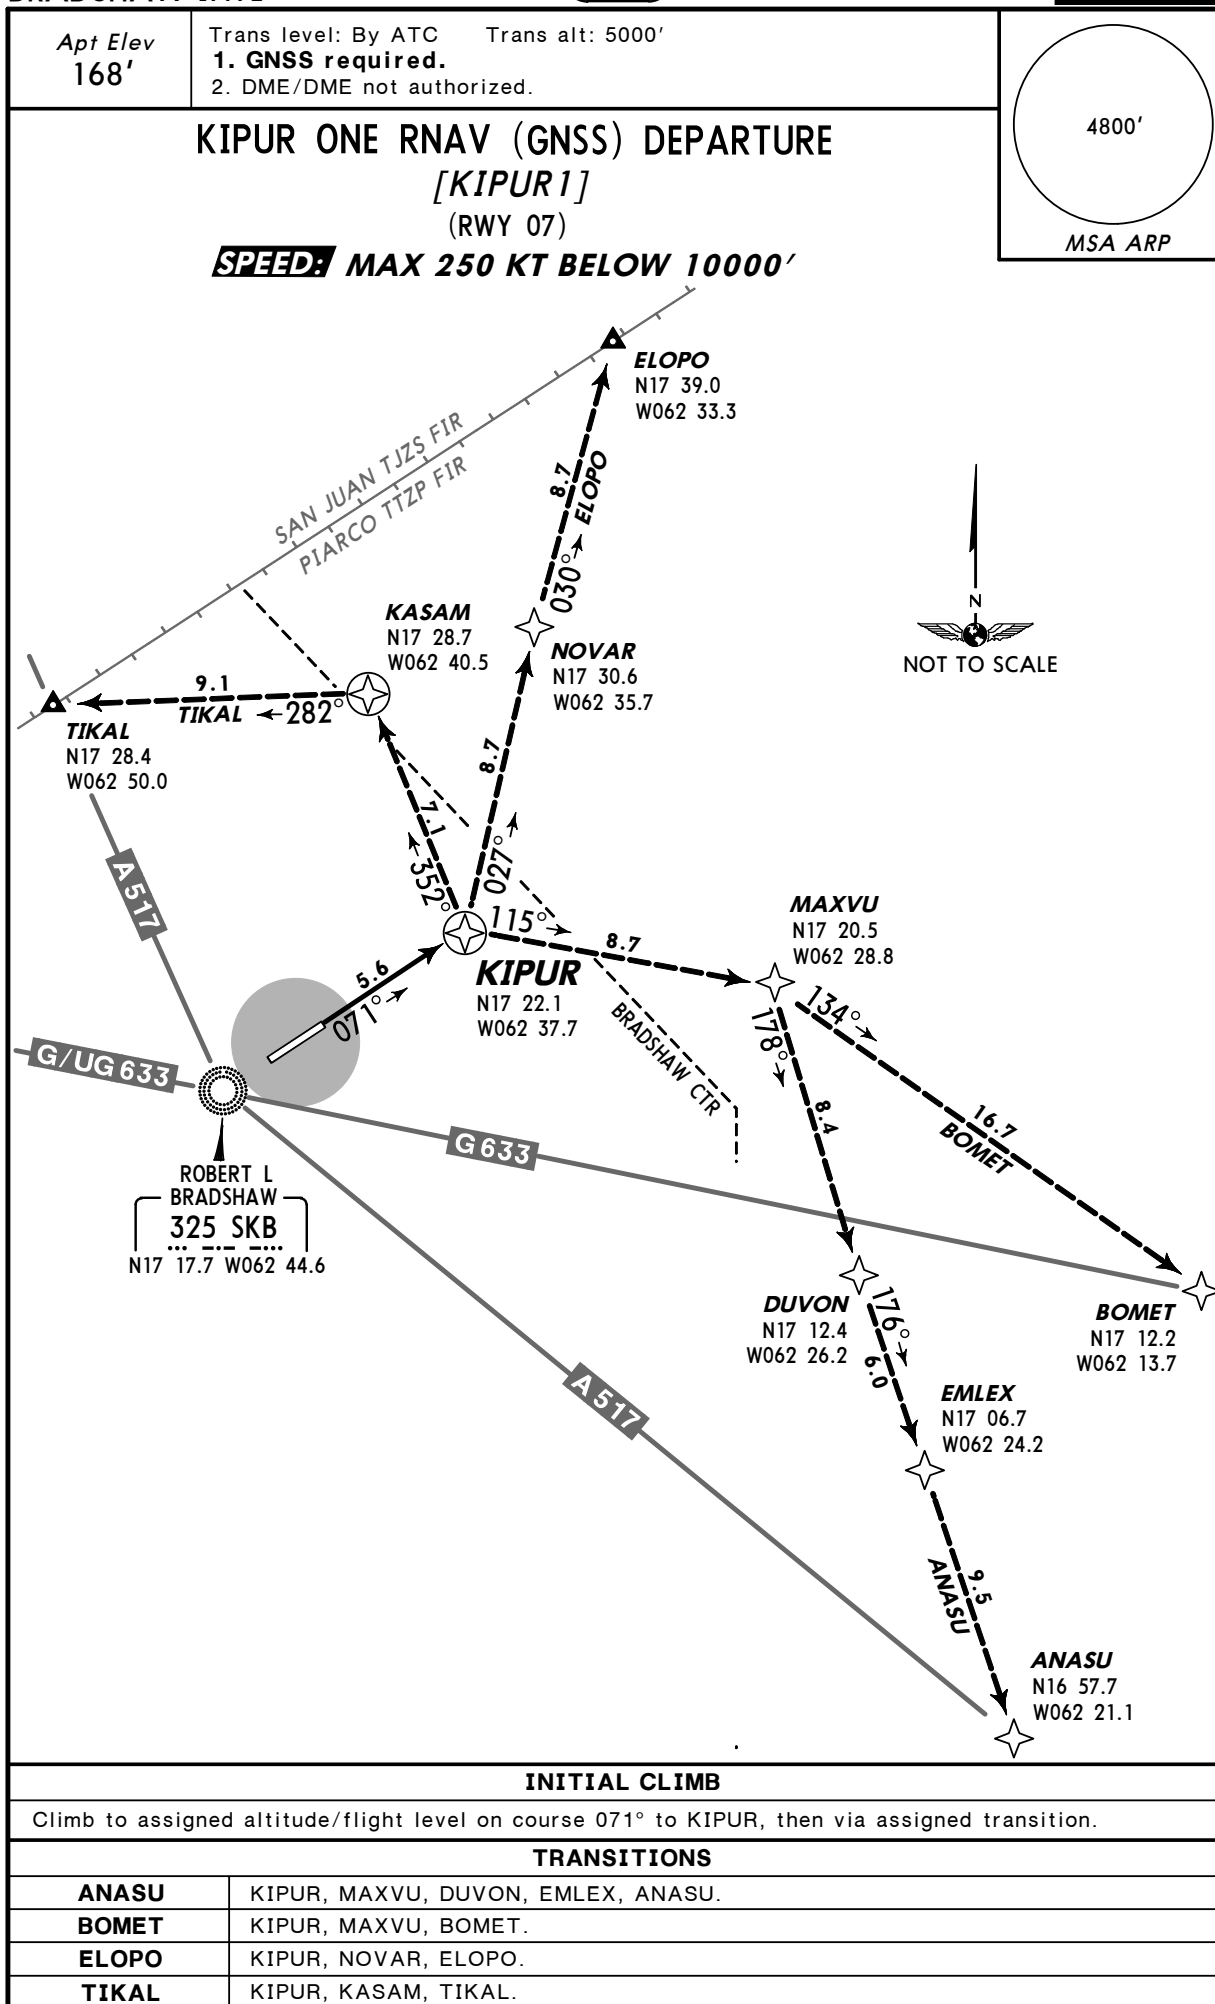 Apt Elev
168'
Trans level: By ATC Trans alt: 5000'
1. GNSS required.
2. DME/DME not authorized.
4800'
MSA ARP
KIPUR ONE RNAV (GNSS) DEPARTURE
[KIPUR1]
(RWY 07)
SPEED: MAX 250 KT BELOW 10000'
ELOPO
N17 39.0
W062 33.3
SAN JUAN TJZS FIR
PIARCO TTZP FIR
8.7
ELOPO
030°
N
NOT TO SCALE
KASAM
N17 28.7
W062 40.5
NOVAR
N17 30.6
W062 35.7
9.1
TIKAL
282°
TIKAL
N17 28.4
W062 50.0
8.7
027°
7.1
352°
A 517
115°
8.7
MAXVU
N17 20.5
W062 28.8
KIPUR
N17 22.1
W062 37.7
5.6
071°
BRADSHAW CTR
134°
178°
8.4
16.7
BOMET
G/UG 633
G 633
ROBERT L
BRADSHAW
325 SKB
N17 17.7 W062 44.6
DUVON
N17 12.4
W062 26.2
176°
6.0
BOMET
N17 12.2
W062 13.7
A 517
EMLEX
N17 06.7
W062 24.2
9.5
ANASU
ANASU
N16 57.7
W062 21.1
INITIAL CLIMB
Climb to assigned altitude/flight level on course 071° to KIPUR, then via assigned transition.
TRANSITIONS
ANASU KIPUR, MAXVU, DUVON, EMLEX, ANASU.
BOMET KIPUR, MAXVU, BOMET.
ELOPO KIPUR, NOVAR, ELOPO.
TIKAL KIPUR, KASAM, TIKAL.